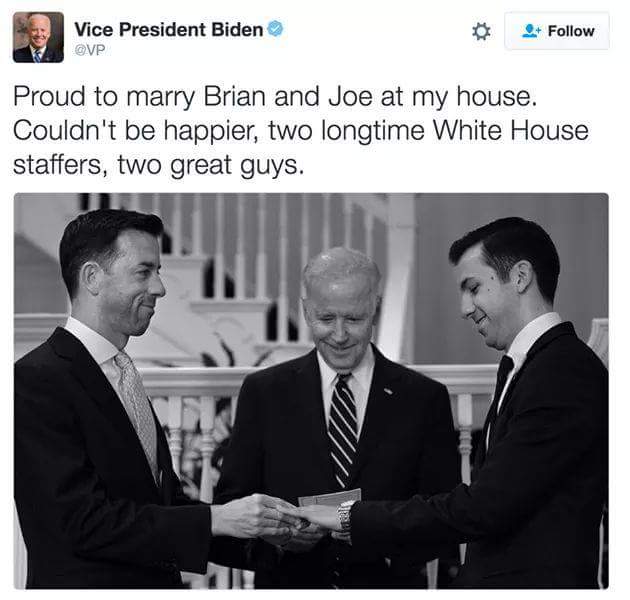 Vice President Biden
@VP
Follow
Proud to marry Brian and Joe at my house.
Couldn't be happier, two longtime White House
staffers, two great guys.